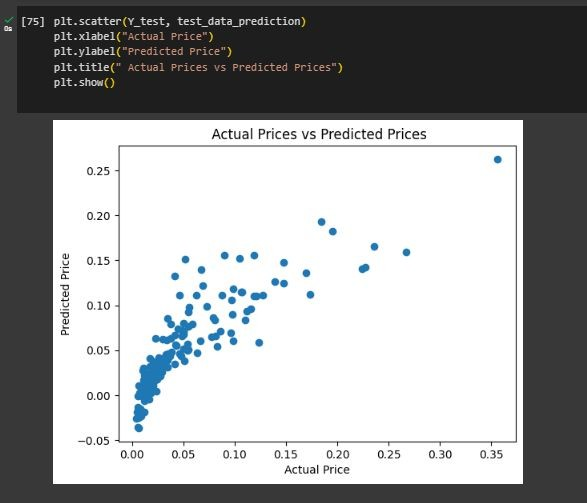 [75] plt.scatter(Y_test, test_data_prediction)
0s
plt.xlabel("Actual Price")
plt.ylabel("Predicted Price")
plt.title(" Actual Prices vs Predicted Prices")
plt.show()
Actual Prices vs Predicted Prices
0.25
0.20
0.15
0.10
0.05
0.00
−0.05
Predicted Price
0.00 0.05 0.10 0.15 0.20 0.25 0.30 0.35
Actual Price